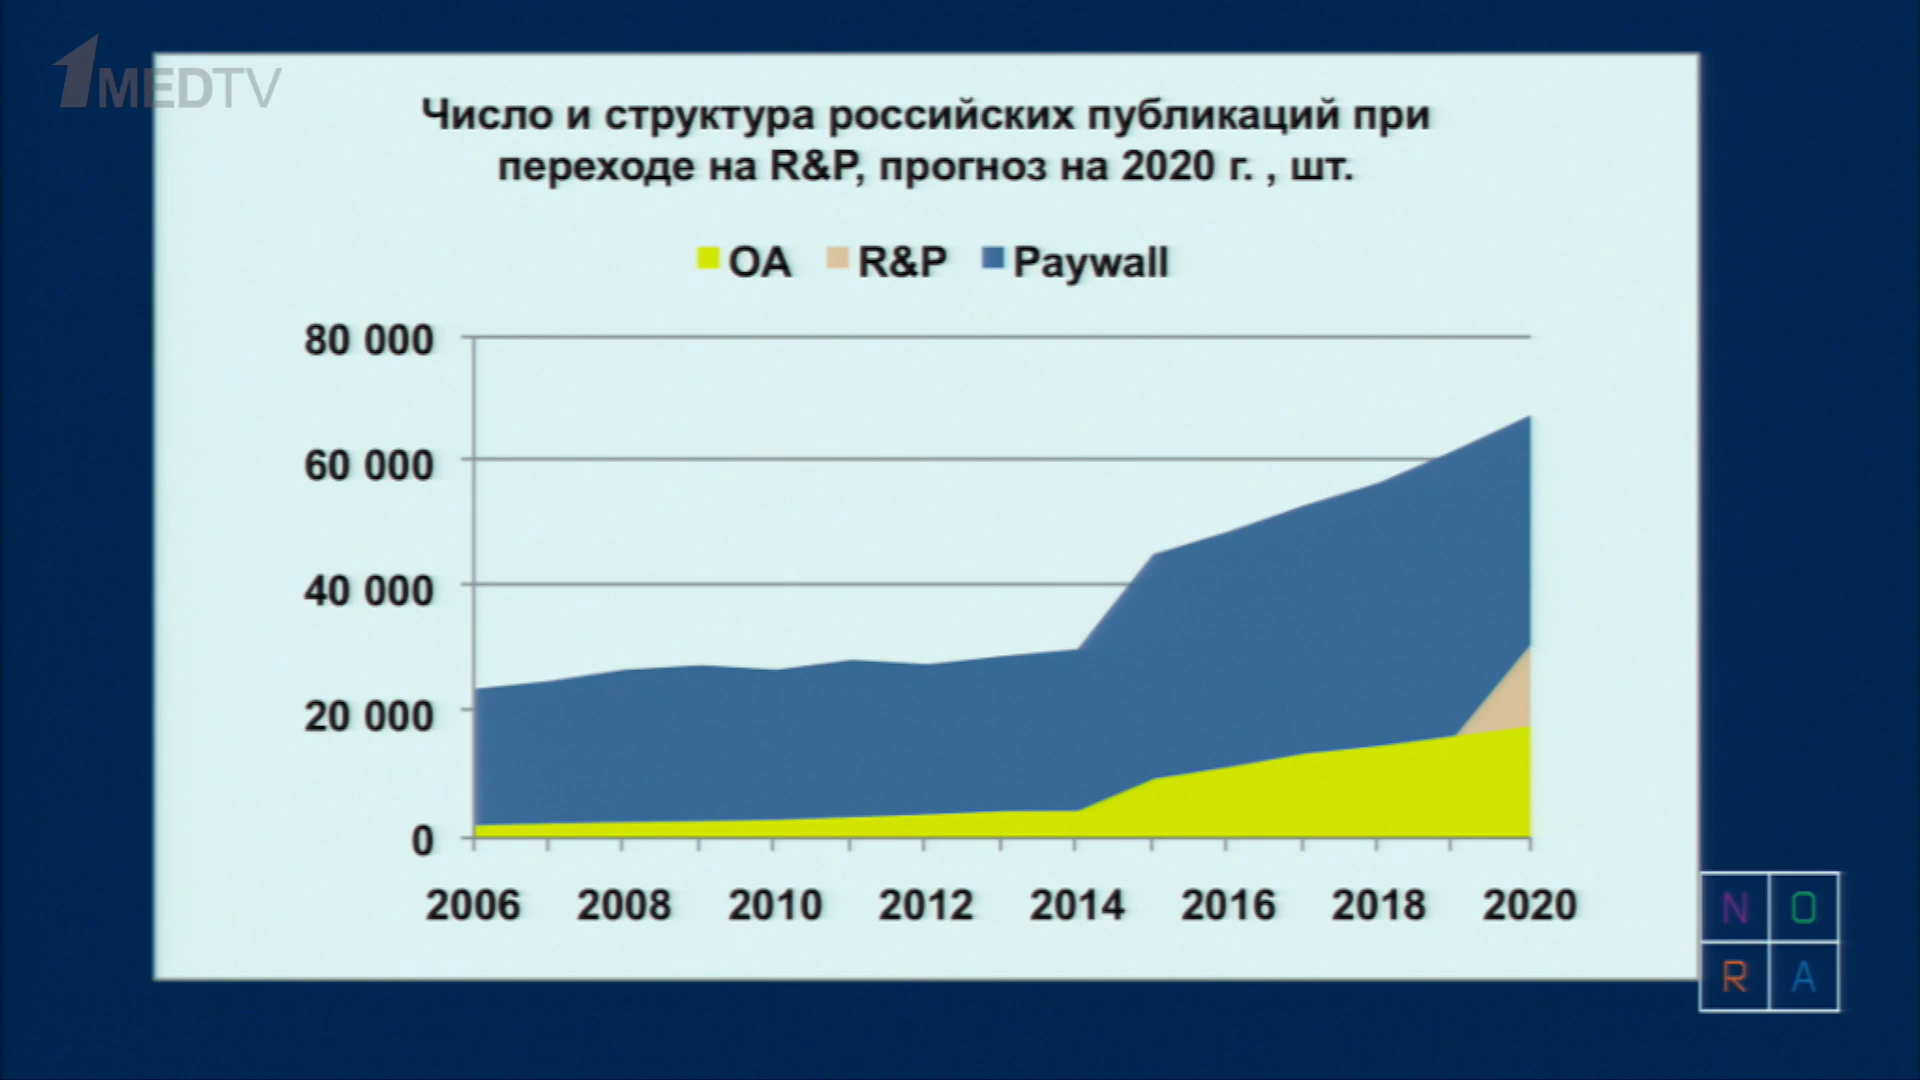 1MEDTV
Число и структура российских публикаций при
переходе на R&P, прогноз на 2020 г. , шт.
OA R&P Paywall
80 000
60 000
40 000
20 000
0
2006 2008 2010 2012 2014 2016 2018 2020
N O
R A